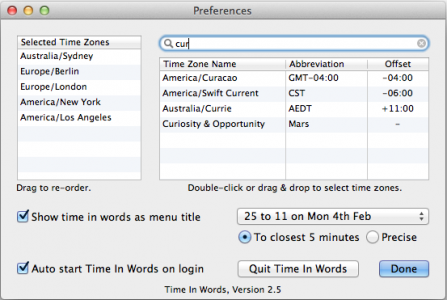 Preferences
Selected Time Zones
Australia/Sydney
Europe/Berlin
Europe/London
America/New York
America/Los Angeles
Drag to re-order.
cur
Time Zone Name Abbreviation Offset
America/Curacao GMT-04:00 -04:00
America/Swift Current CST -06:00
Australia/Currie AEDT +11:00
Curiosity & Opportunity Mars -
Double-click or drag & drop to select time zones.
Show time in words as menu title
25 to 11 on Mon 4th Feb
To closest 5 minutes Precise
Auto start Time In Words on login
Quit Time In Words
Done
Time In Words, Version 2.5